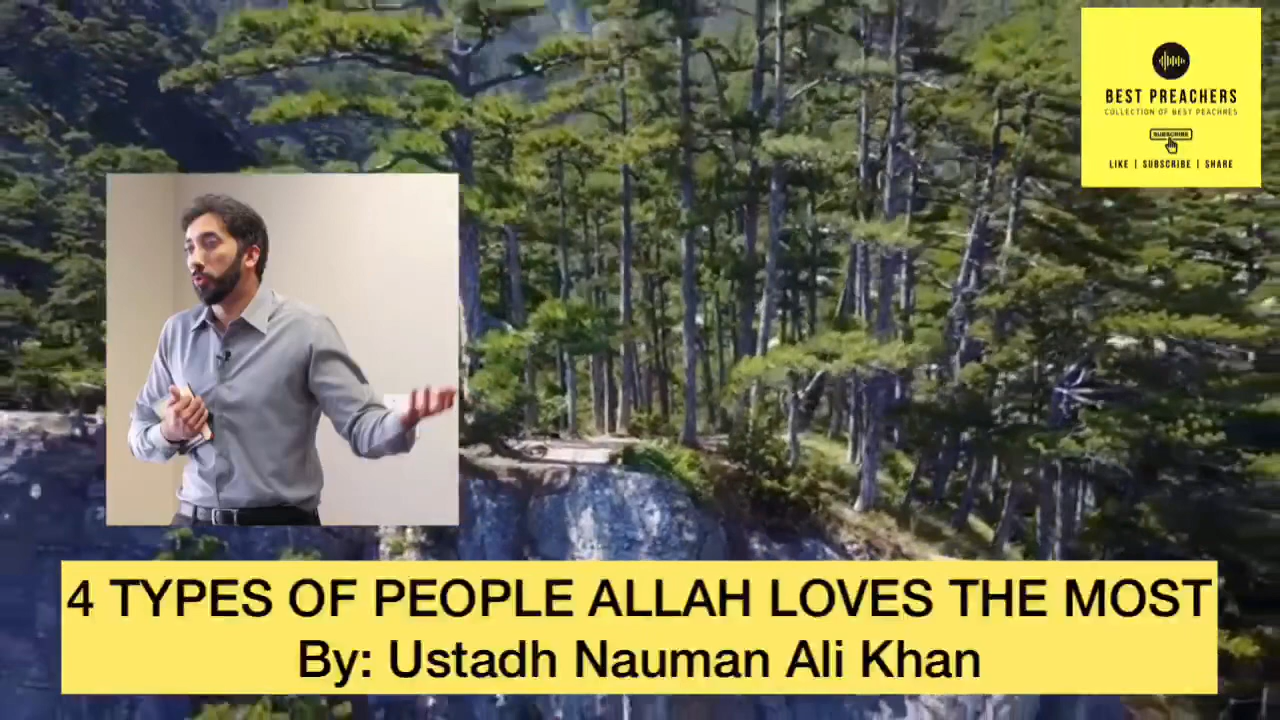 BEST PREACHERS
COLLECTION OF BEST PEACHRES
SUBSCRIBE
LIKE | SUBSCRIBE | SHARE
4 TYPES OF PEOPLE ALLAH LOVES THE MOST
By: Ustadh Nauman Ali Khan